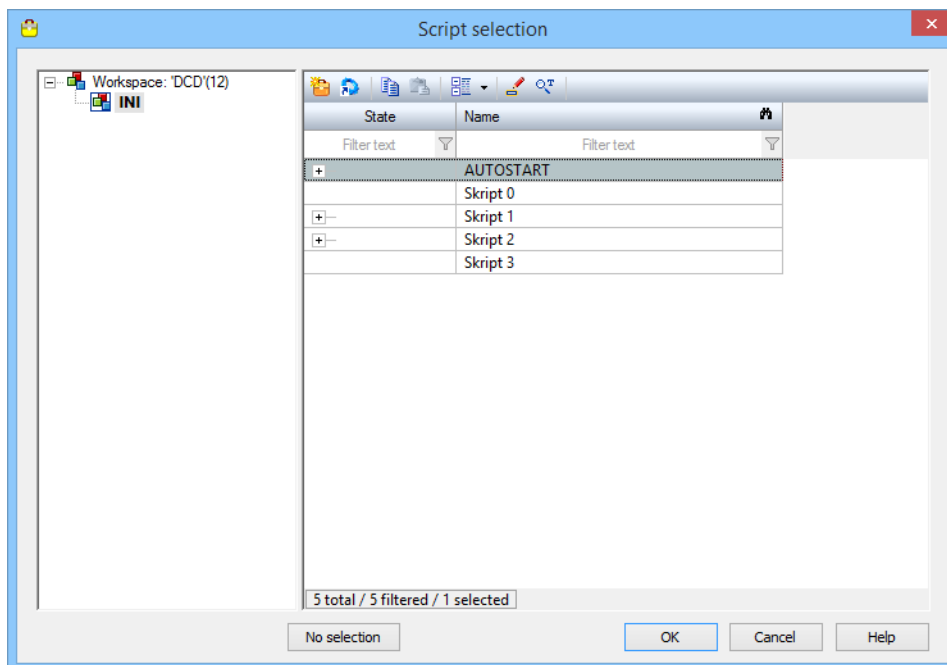 Script selection
Workspace: 'DCD'(12)
INI
State Name
Filter text Filter text
AUTOSTART
Skript 0
Skript 1
Skript 2
Skript 3
5 total / 5 filtered / 1 selected
No selection OK Cancel Help